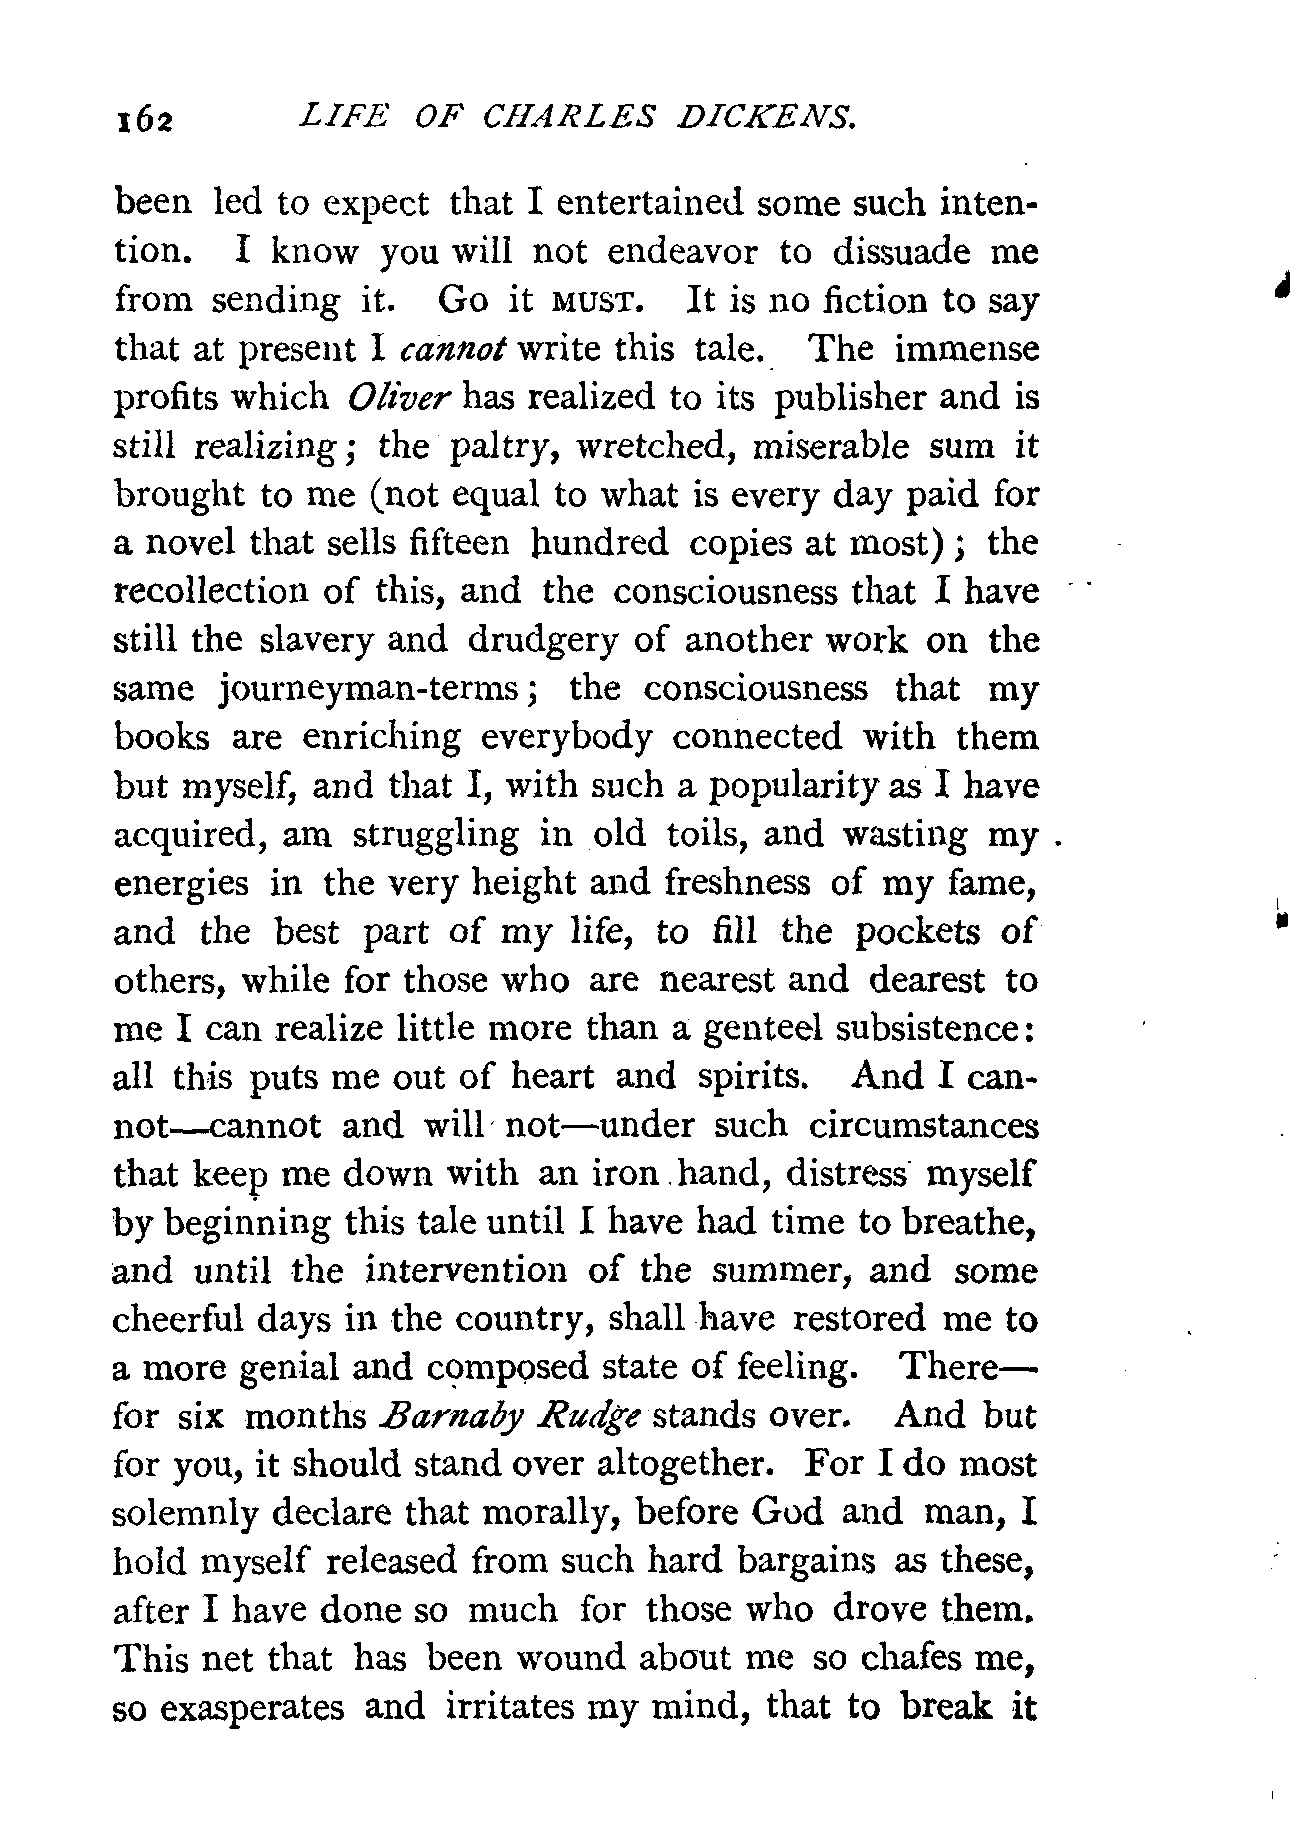 162 LIFE OF CHARLES DICKENS.
been led to expect that I entertained some such inten-
tion. I know you will not endeavor to dissuade me
from sending it. Go it MUST. It is no fiction to say
that at present I cannot write this tale. The immense
profits which Oliver has realized to its publisher and is
still realizing; the paltry, wretched, miserable sum it
brought to me (not equal to what is every day paid for
a novel that sells fifteen hundred copies at most); the
recollection of this, and the consciousness that I have
still the slavery and drudgery of another work on the
same journeyman-terms; the consciousness that my
books are enriching everybody connected with them
but myself, and that I, with such a popularity as I have
acquired, am struggling in old toils, and wasting my
energies in the very height and freshness of my fame,
and the best part of my life, to fill the pockets of
others, while for those who are nearest and dearest to
me I can realize little more than a genteel subsistence:
all this puts me out of heart and spirits. And I can-
not—cannot and will not—under such circumstances
that keep me down with an iron hand, distress myself
by beginning this tale until I have had time to breathe,
and until the intervention of the summer, and some
cheerful days in the country, shall have restored me to
a more genial and composed state of feeling. There—
for six months Barnaby Rudge stands over. And but
for you, it should stand over altogether. For I do most
solemnly declare that morally, before God and man, I
hold myself released from such hard bargains as these,
after I have done so much for those who drove them.
This net that has been wound about me so chafes me,
so exasperates and irritates my mind, that to break it